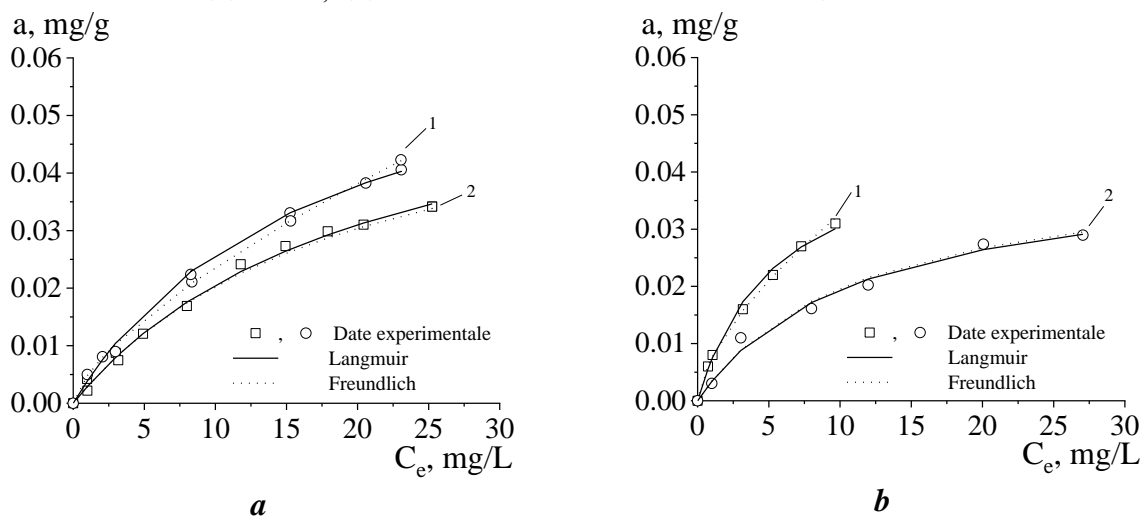 a, mg/g
0.06
0.05
0.04
0.03
0.02
0.01
0.00
0 5 10 15 20 25 30
C_e, mg/L
1
2
, Date experimentale
Langmuir
Freundlich
a
a, mg/g
0.06
0.05
0.04
0.03
0.02
0.01
0.00
0 5 10 15 20 25 30
C_e, mg/L
1
2
, Date experimentale
Langmuir
Freundlich
b